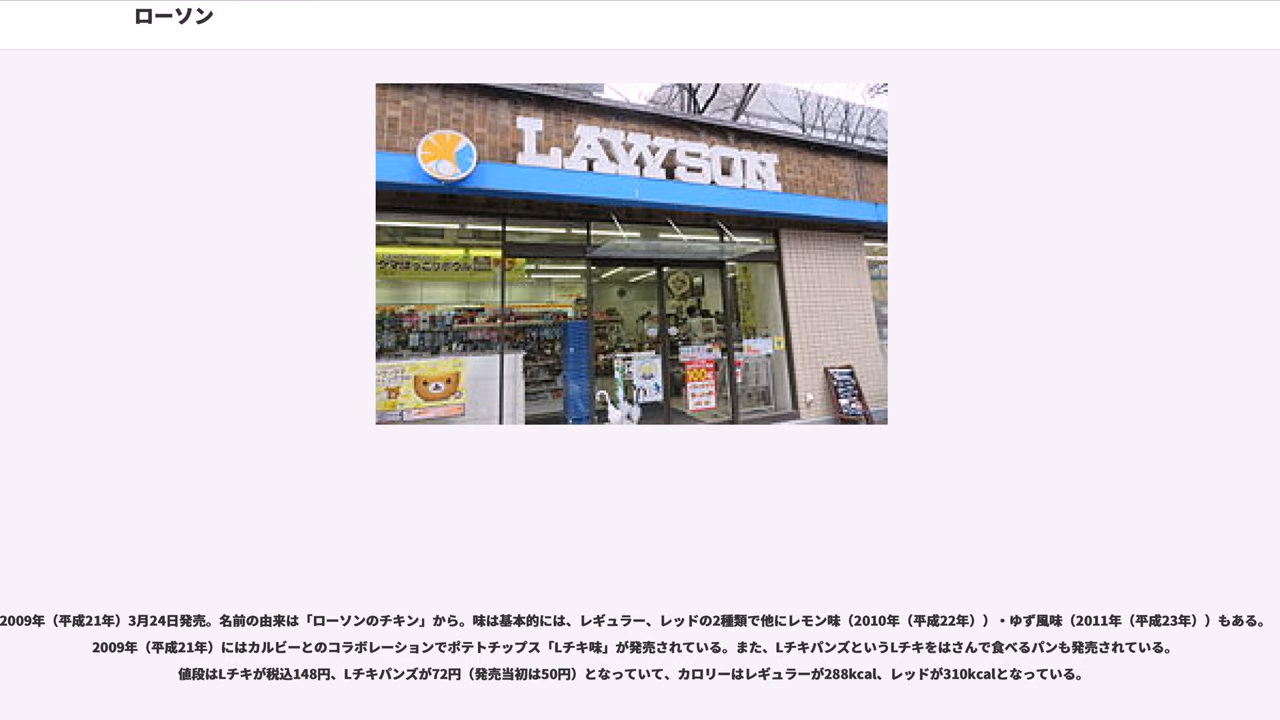 ローソン
LAWSON
2009年（平成21年）3月24日発売。名前の由来は「ローソンのチキン」から。味は基本的には、レギュラー、レッドの2種類で他にレモン味（2010年（平成22年））・ゆず風味（2011年（平成23年））もある。
2009年（平成21年）にはカルビーとのコラボレーションでポテトチップス「Lチキ味」が発売されている。また、LチキバンズというLチキをはさんで食べるパンも発売されている。
値段はLチキが税込148円、Lチキバンズが72円（発売当初は50円）となっていて、カロリーはレギュラーが288kcal、レッドが310kcalとなっている。